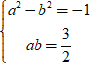 a² − b² = −1
ab = 3/2